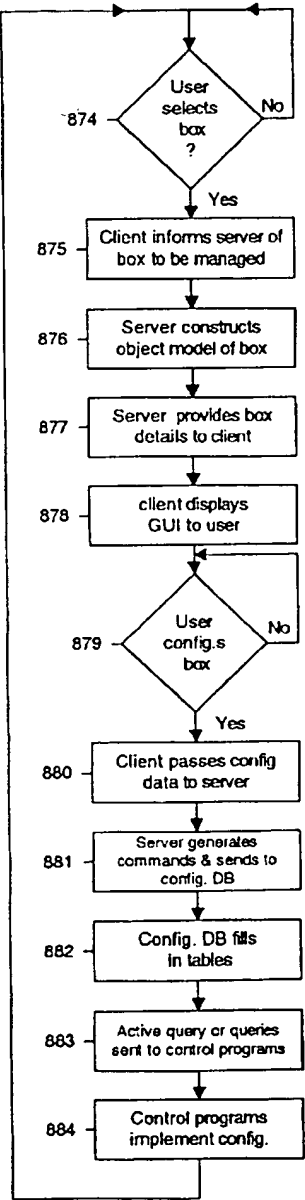 User
selects
box
?
No
874
Yes
875
Client informs server of
box to be managed
876
Server constructs
object model of box
877
Server provides box
details to client
878
client displays
GUI to user
879
User
config.s
box
No
Yes
880
Client passes config
data to server
881
Server generates
commands & sends to
config. DB
882
Config. DB fills
in tables
883
Active query or queries
sent to control programs
884
Control programs
implement config.